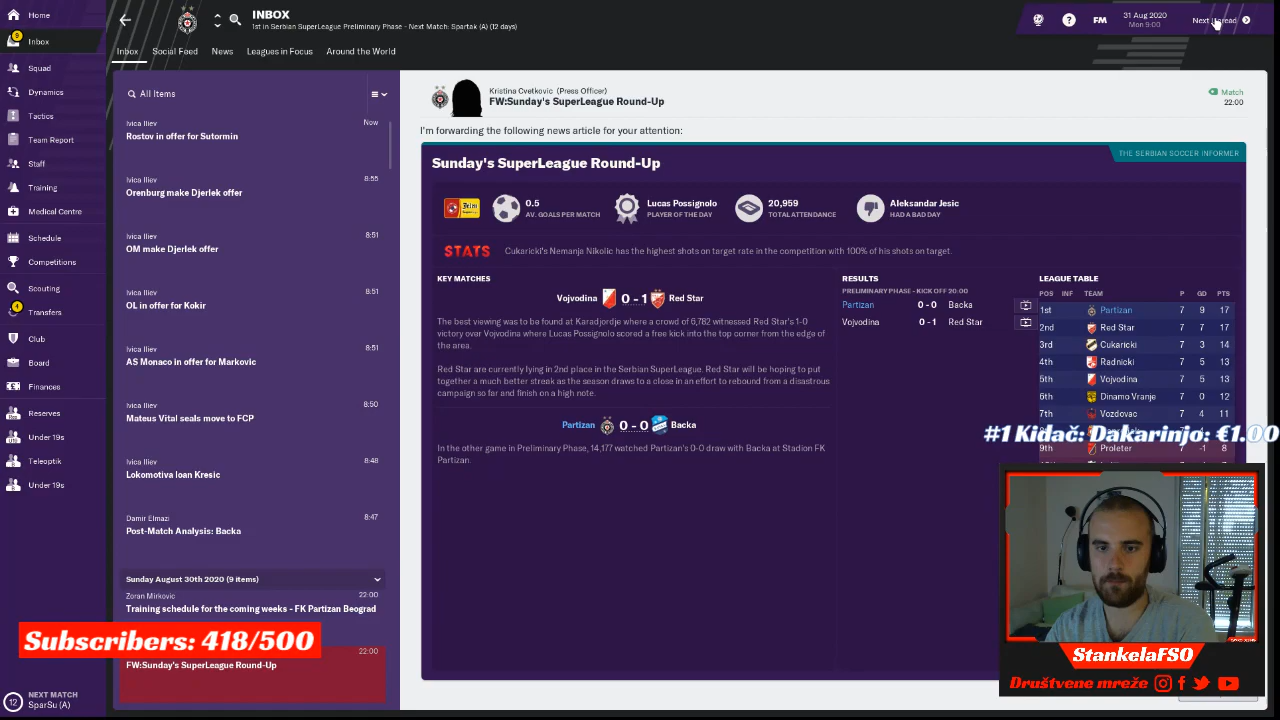 Home
Inbox
Squad
Dynamics
Tactics
Team Report
Staff
Training
Medical Centre
Schedule
Competitions
Scouting
Transfers
Club
Board
Finances
Reserves
Under 19s
Teleoptik
Under 19s
NEXT MATCH
12
SparSu (A)
INBOX
1st in Serbian SuperLeague Preliminary Phase - Next Match: Spartak (A) (12 days)
FM
31 Aug 2020
Mon 9:00
Inbox
Social Feed
News
Leagues in Focus
Around the World
All Items
Ivica Iliev
Now
Rostov in offer for Sutormin
Ivica Iliev
8:55
Orenburg make Djerlek offer
Ivica Iliev
8:51
OM make Djerlek offer
Ivica Iliev
8:51
OL in offer for Kokir
Ivica Iliev
8:51
AS Monaco in offer for Markovic
Ivica Iliev
8:50
Mateus Vital seals move to FCP
Ivica Iliev
8:48
Lokomotiva loan Kresic
Damir Elmazi
8:47
Post-Match Analysis: Backa
Sunday August 30th 2020 (9 items)
Zoran Mirkovic
22:00
Training schedule for the coming weeks - FK Partizan Beograd
22:00
FW:Sunday's SuperLeague Round-Up
Kristina Cvetkovic (Press Officer)
FW:Sunday's SuperLeague Round-Up
Match
22:00
I'm forwarding the following news article for your attention:
Sunday's SuperLeague Round-Up
THE SERBIAN SOCCER INFORMER
0.5
AV. GOALS PER MATCH
Lucas Possignolo
PLAYER OF THE DAY
20,959
TOTAL ATTENDANCE
Aleksandar Jesic
HAD A BAD DAY
STATS
Cukaricki's Nemanja Nikolic has the highest shots on target rate in the competition with 100% of his shots on target.
KEY MATCHES
Vojvodina 0 - 1 Red Star
The best viewing was to be found at Karadjordje where a crowd of 6,782 witnessed Red Star's 1-0
victory over Vojvodina where Lucas Possignolo scored a free kick into the top corner from the edge of
the area.
Red Star are currently lying in 2nd place in the Serbian SuperLeague. Red Star will be hoping to put
together a much better streak as the season draws to a close in an effort to rebound from a disastrous
campaign so far and finish on a high note.
Partizan 0 - 0 Backa
In the other game in Preliminary Phase, 14,177 watched Partizan's 0-0 draw with Backa at Stadion FK
Partizan.
RESULTS
PRELIMINARY PHASE - KICK OFF 20:00
Partizan 0 - 0 Backa
Vojvodina 0 - 1 Red Star
LEAGUE TABLE
POS INF TEAM P GD PTS
1st Partizan 7 9 17
2nd Red Star 7 7 17
3rd Cukaricki 7 3 14
4th Radnicki 7 5 13
5th Vojvodina 7 5 13
6th Dinamo Vranje 7 0 12
7th Vozdovac 7 4 11
#1 Kidač: Dakarinjo: €1.00
9th Proleter 7 -1 8
Subscribers: 418/500
StankelaFSO
Društvene mreže